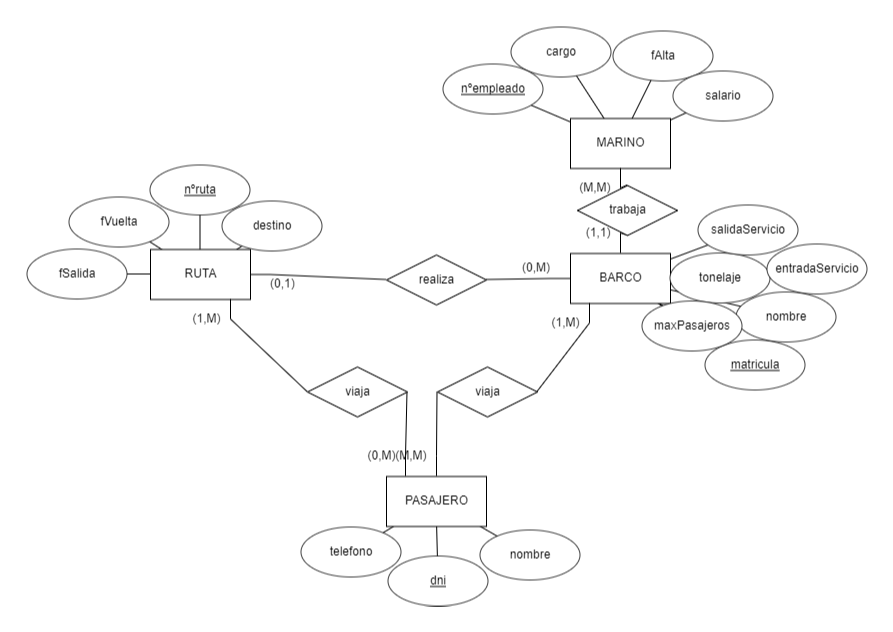 cargo
fAlta
nºempleado
salario
MARINO
(M,M)
nºruta
trabaja
fVuelta
destino
salidaServicio
(1,1)
fSalida
RUTA
realiza
(0,M)
BARCO
tonelaje
entradaServicio
(0,1)
(1,M)
(1,M)
maxPasajeros
nombre
matricula
viaja
viaja
(0,M)(M,M)
PASAJERO
telefono
nombre
dni